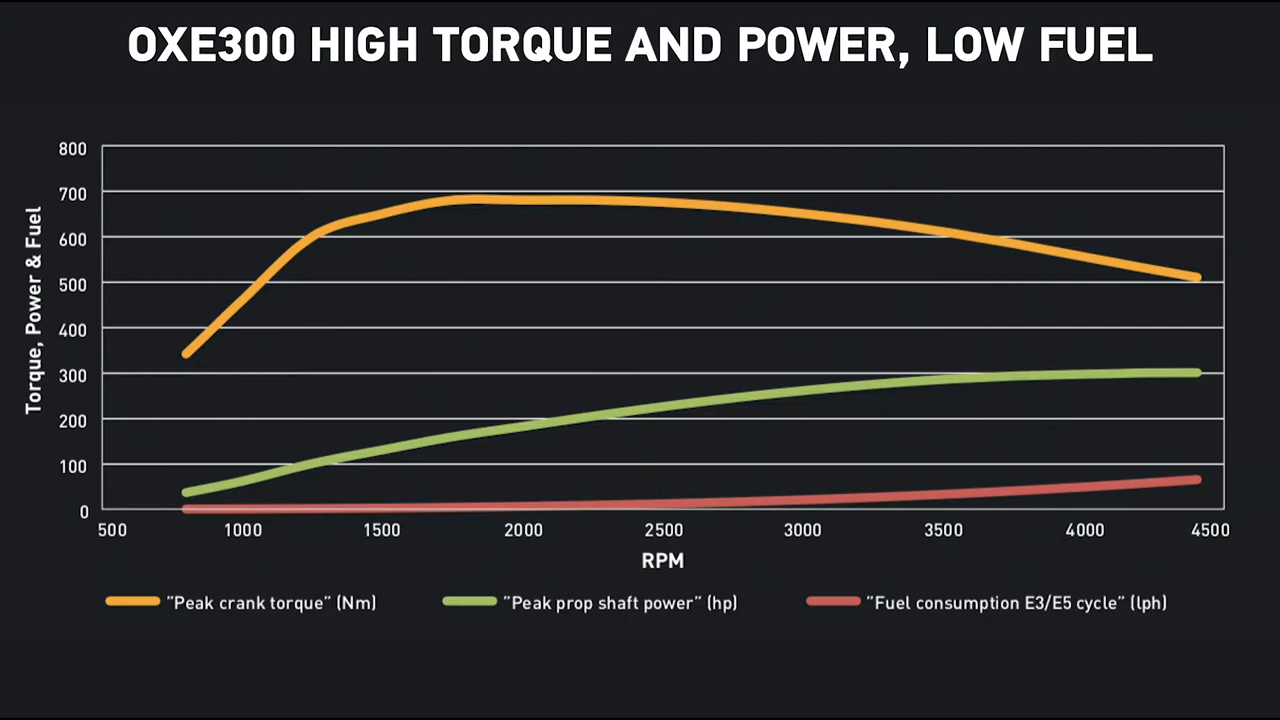 OXE300 HIGH TORQUE AND POWER, LOW FUEL
Torque, Power & Fuel
800
700
600
500
400
300
200
100
0
500 1000 1500 2000 2500 3000 3500 4000 4500
RPM
”Peak crank torque” (Nm) ”Peak prop shaft power” (hp) ”Fuel consumption E3/E5 cycle” (lph)